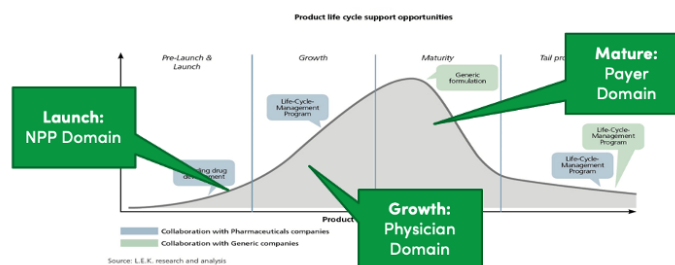 Product life cycle support opportunities
Pre-Launch &
Launch
Growth
Maturity
Tail
Mature:
Payer
Domain
Generic
formulation
Life-Cycle-
Management
Program
Launch:
NPP Domain
Life-Cycle-
Management
Program
Life-Cycle-
Management
Program
drug
Growth:
Physician
Domain
Product
Collaboration with Pharmaceuticals companies
Collaboration with Generic companies
Source: L.E.K. research and analysis